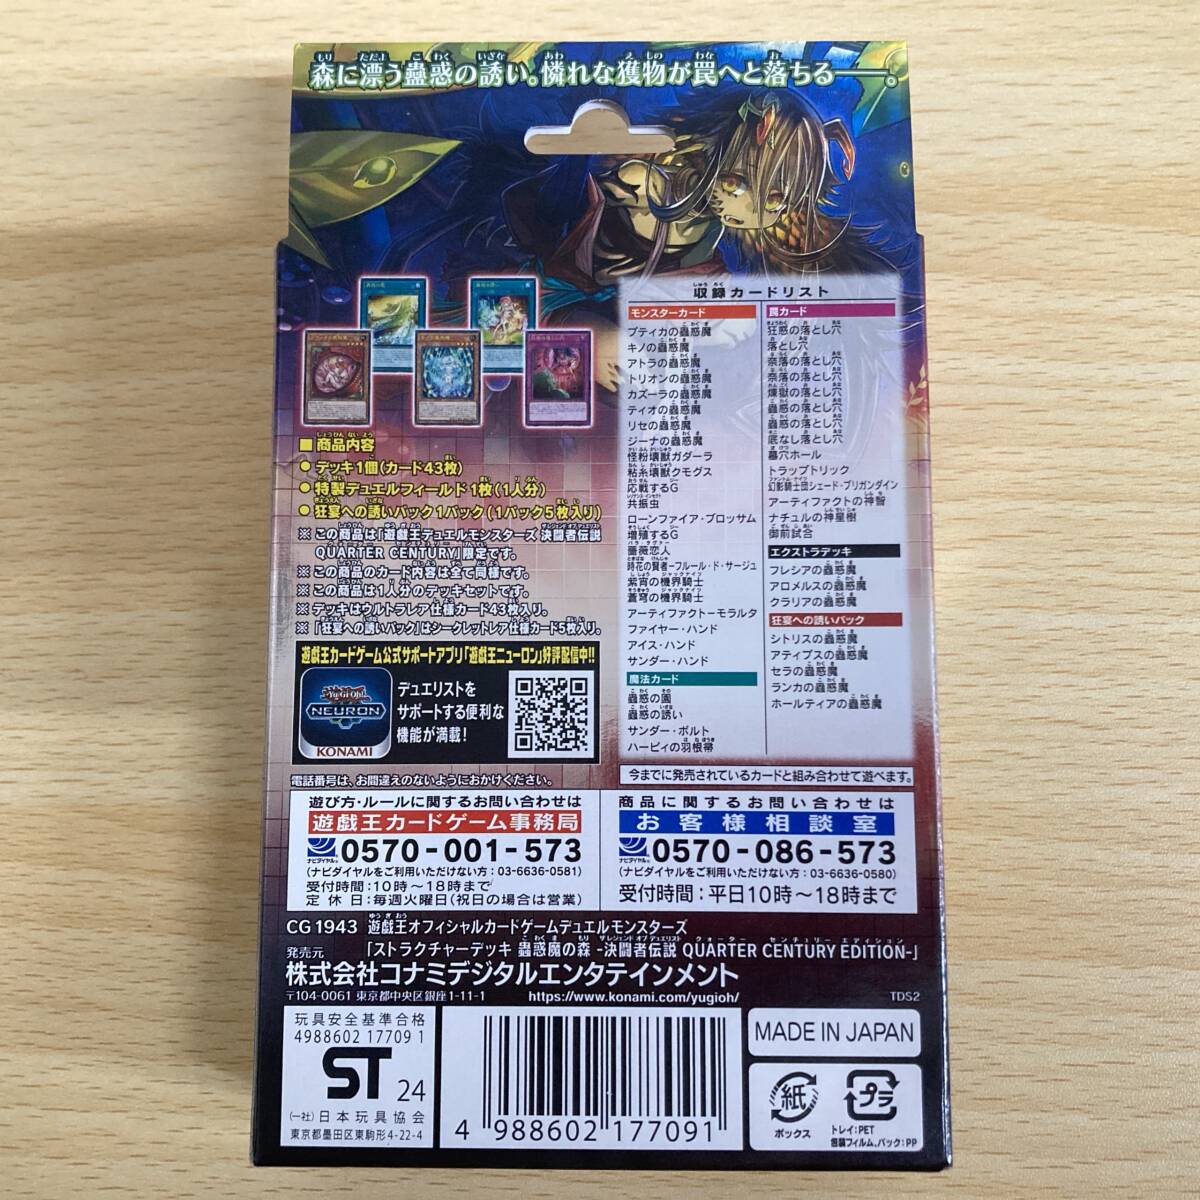 森に漂う蟲惑の誘い。憐れな獲物が罠へと落ちる――。
■商品内容
●デッキ1個(カード43枚)
●特製デュエルフィールド1枚(1人分)
●狂宴への誘いパック1パック(1パック5枚入り)
※この商品は「遊戯王デュエルモンスターズ 決闘者伝説
QUARTER CENTURY」限定です。
※この商品のカード内容は全て同様です。
※この商品は1人分のデッキセットです。
※デッキはウルトラレア仕様カード43枚入り。
※「狂宴への誘いパック」はシークレットレア仕様カード5枚入り。
遊戯王カードゲーム公式サポートアプリ「遊戯王ニューロン」好評配信中!!
Yu-Gi-Oh!
NEURON
KONAMI
デュエリストを
サポートする便利な
機能が満載!
収録カードリスト
モンスターカード
プティカの蟲惑魔
キノの蟲惑魔
アトラの蟲惑魔
トリオンの蟲惑魔
カズーラの蟲惑魔
ティオの蟲惑魔
リセの蟲惑魔
ジーナの蟲惑魔
怪粉壊獣ガダーラ
粘糸壊獣クモグス
応戦するG
共振虫
ローンファイア・ブロッサム
増殖するG
薔薇恋人
時花の賢者-フルール・ド・サージュ
紫宵の機界騎士
蒼穹の機界騎士
アーティファクト-モラルタ
ファイヤー・ハンド
アイス・ハンド
サンダー・ハンド
魔法カード
蟲惑の園
蟲惑の誘い
サンダー・ボルト
ハーピィの羽根帚
罠カード
狂惑の落とし穴
落とし穴
奈落の落とし穴
奈落の落とし穴
煉獄の落とし穴
蟲惑の落とし穴
底なし落とし穴
墓穴ホール
トラップトリック
幻影騎士団シェード・ブリガンダイン
アーティファクトの神智
ナチュルの神星樹
御前試合
エクストラデッキ
フレシアの蟲惑魔
アロメルスの蟲惑魔
クラリアの蟲惑魔
狂宴への誘いパック
シトリスの蟲惑魔
アティプスの蟲惑魔
セラの蟲惑魔
ランカの蟲惑魔
ホールティアの蟲惑魔
今までに発売されているカードと組み合わせて遊べます。
電話番号は、お間違えのないようにおかけください。
遊び方・ルールに関するお問い合わせは
遊戯王カードゲーム事務局
ナビダイヤル 0570-001-573
(ナビダイヤルをご利用いただけない方:03-6636-0581)
受付時間:10時～18時まで
定休日:毎週火曜日(祝日の場合は営業)
商品に関するお問い合わせは
お客様相談室
ナビダイヤル 0570-086-573
(ナビダイヤルをご利用いただけない方:03-6636-0580)
受付時間:平日10時～18時まで
CG1943 遊戯王オフィシャルカードゲームデュエルモンスターズ
「ストラクチャーデッキ 蟲惑魔の森 -決闘者伝説 QUARTER CENTURY EDITION-」
発売元
株式会社コナミデジタルエンタテインメント
〒104-0061 東京都中央区銀座1-11-1 https://www.konami.com/yugioh/ TDS2
玩具安全基準合格
4988602 17709 1
ST 24
(一社)日本玩具協会
東京都墨田区東駒形4-22-4
4 988602 177091
MADE IN JAPAN
紙
ボックス
プラ
トレイ:PET
包装フィルム、パック:PP